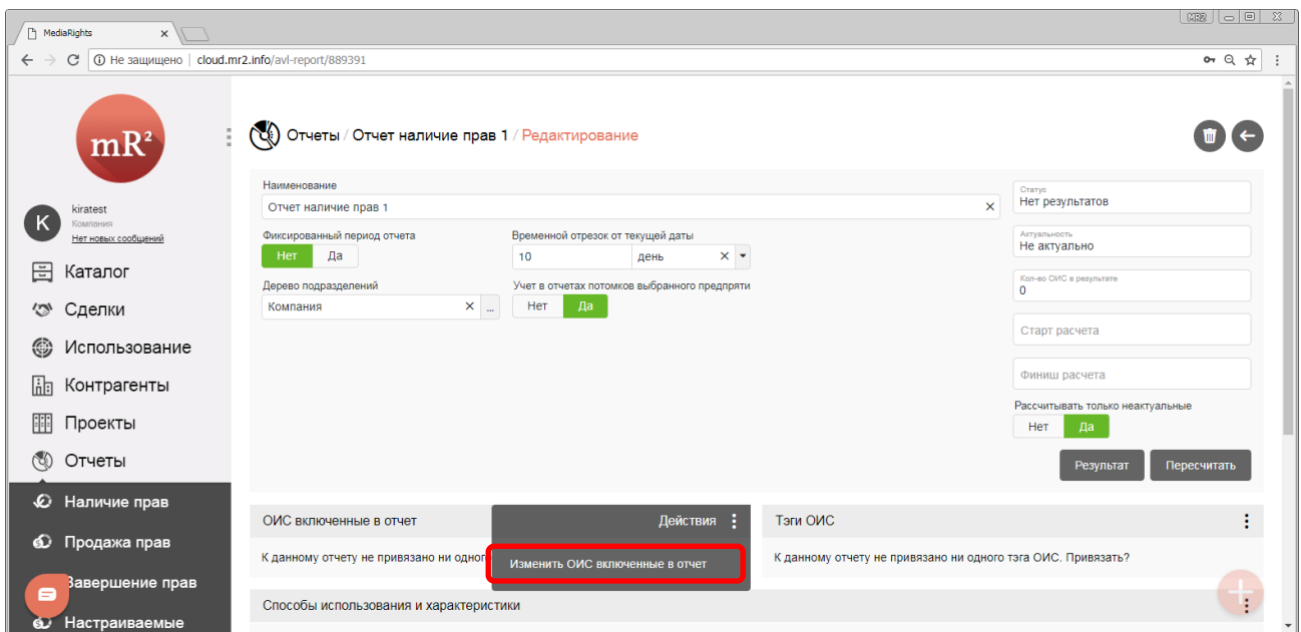 MR2
MediaRights
Не защищено | cloud.mr2.info/avl-report/889391
mR²
Отчеты / Отчет наличие прав 1 / Редактирование
K
kiratest
Компания
Нет новых сообщений
Каталог
Сделки
Использование
Контрагенты
Проекты
Отчеты
Наличие прав
Продажа прав
Завершение прав
Настраиваемые
Наименование
Отчет наличие прав 1
Фиксированный период отчета
Нет Да
Временной отрезок от текущей даты
10 день
Дерево подразделений
Компания ...
Учет в отчетах потомков выбранного предпряти
Нет Да
Статус
Нет результатов
Актуальность
Не актуально
Кол-во ОИС в результате
0
Старт расчета
Финиш расчета
Рассчитывать только неактуальные
Нет Да
Результат Пересчитать
ОИС включенные в отчет
Действия
К данному отчету не привязано ни одног
Изменить ОИС включенные в отчет
Тэги ОИС
К данному отчету не привязано ни одного тэга ОИС. Привязать?
Способы использования и характеристики